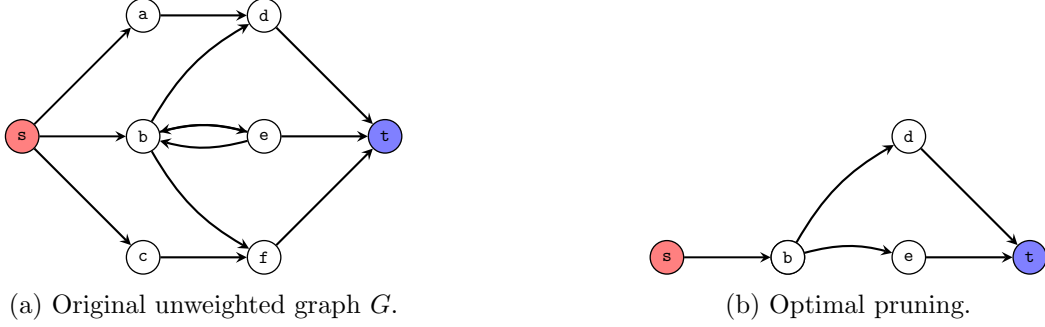 a
d
s
b
e
t
c
f
(a) Original unweighted graph G.
d
s
b
e
t
(b) Optimal pruning.